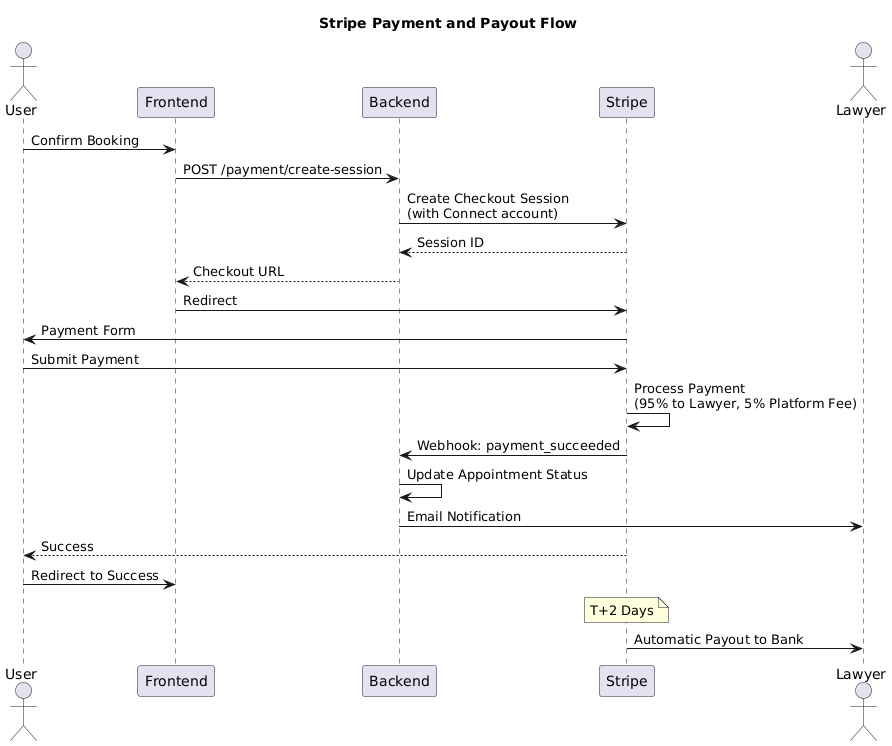 Stripe Payment and Payout Flow
User
Frontend
Backend
Stripe
Lawyer
Confirm Booking
POST /payment/create-session
Create Checkout Session
(with Connect account)
Session ID
Checkout URL
Redirect
Payment Form
Submit Payment
Process Payment
(95% to Lawyer, 5% Platform Fee)
Webhook: payment_succeeded
Update Appointment Status
Email Notification
Success
Redirect to Success
T+2 Days
Automatic Payout to Bank
User
Frontend
Backend
Stripe
Lawyer